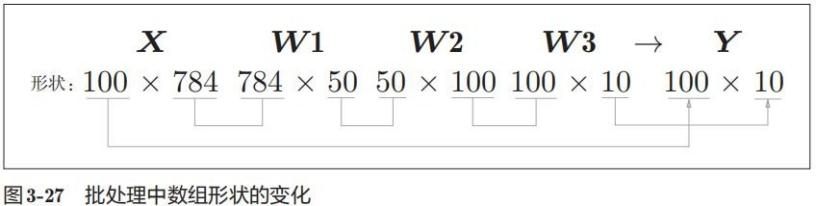 X W1 W2 W3 → Y
形状: 100 × 784 784 × 50 50 × 100 100 × 10 100 × 10
图3-27 批处理中数组形状的变化